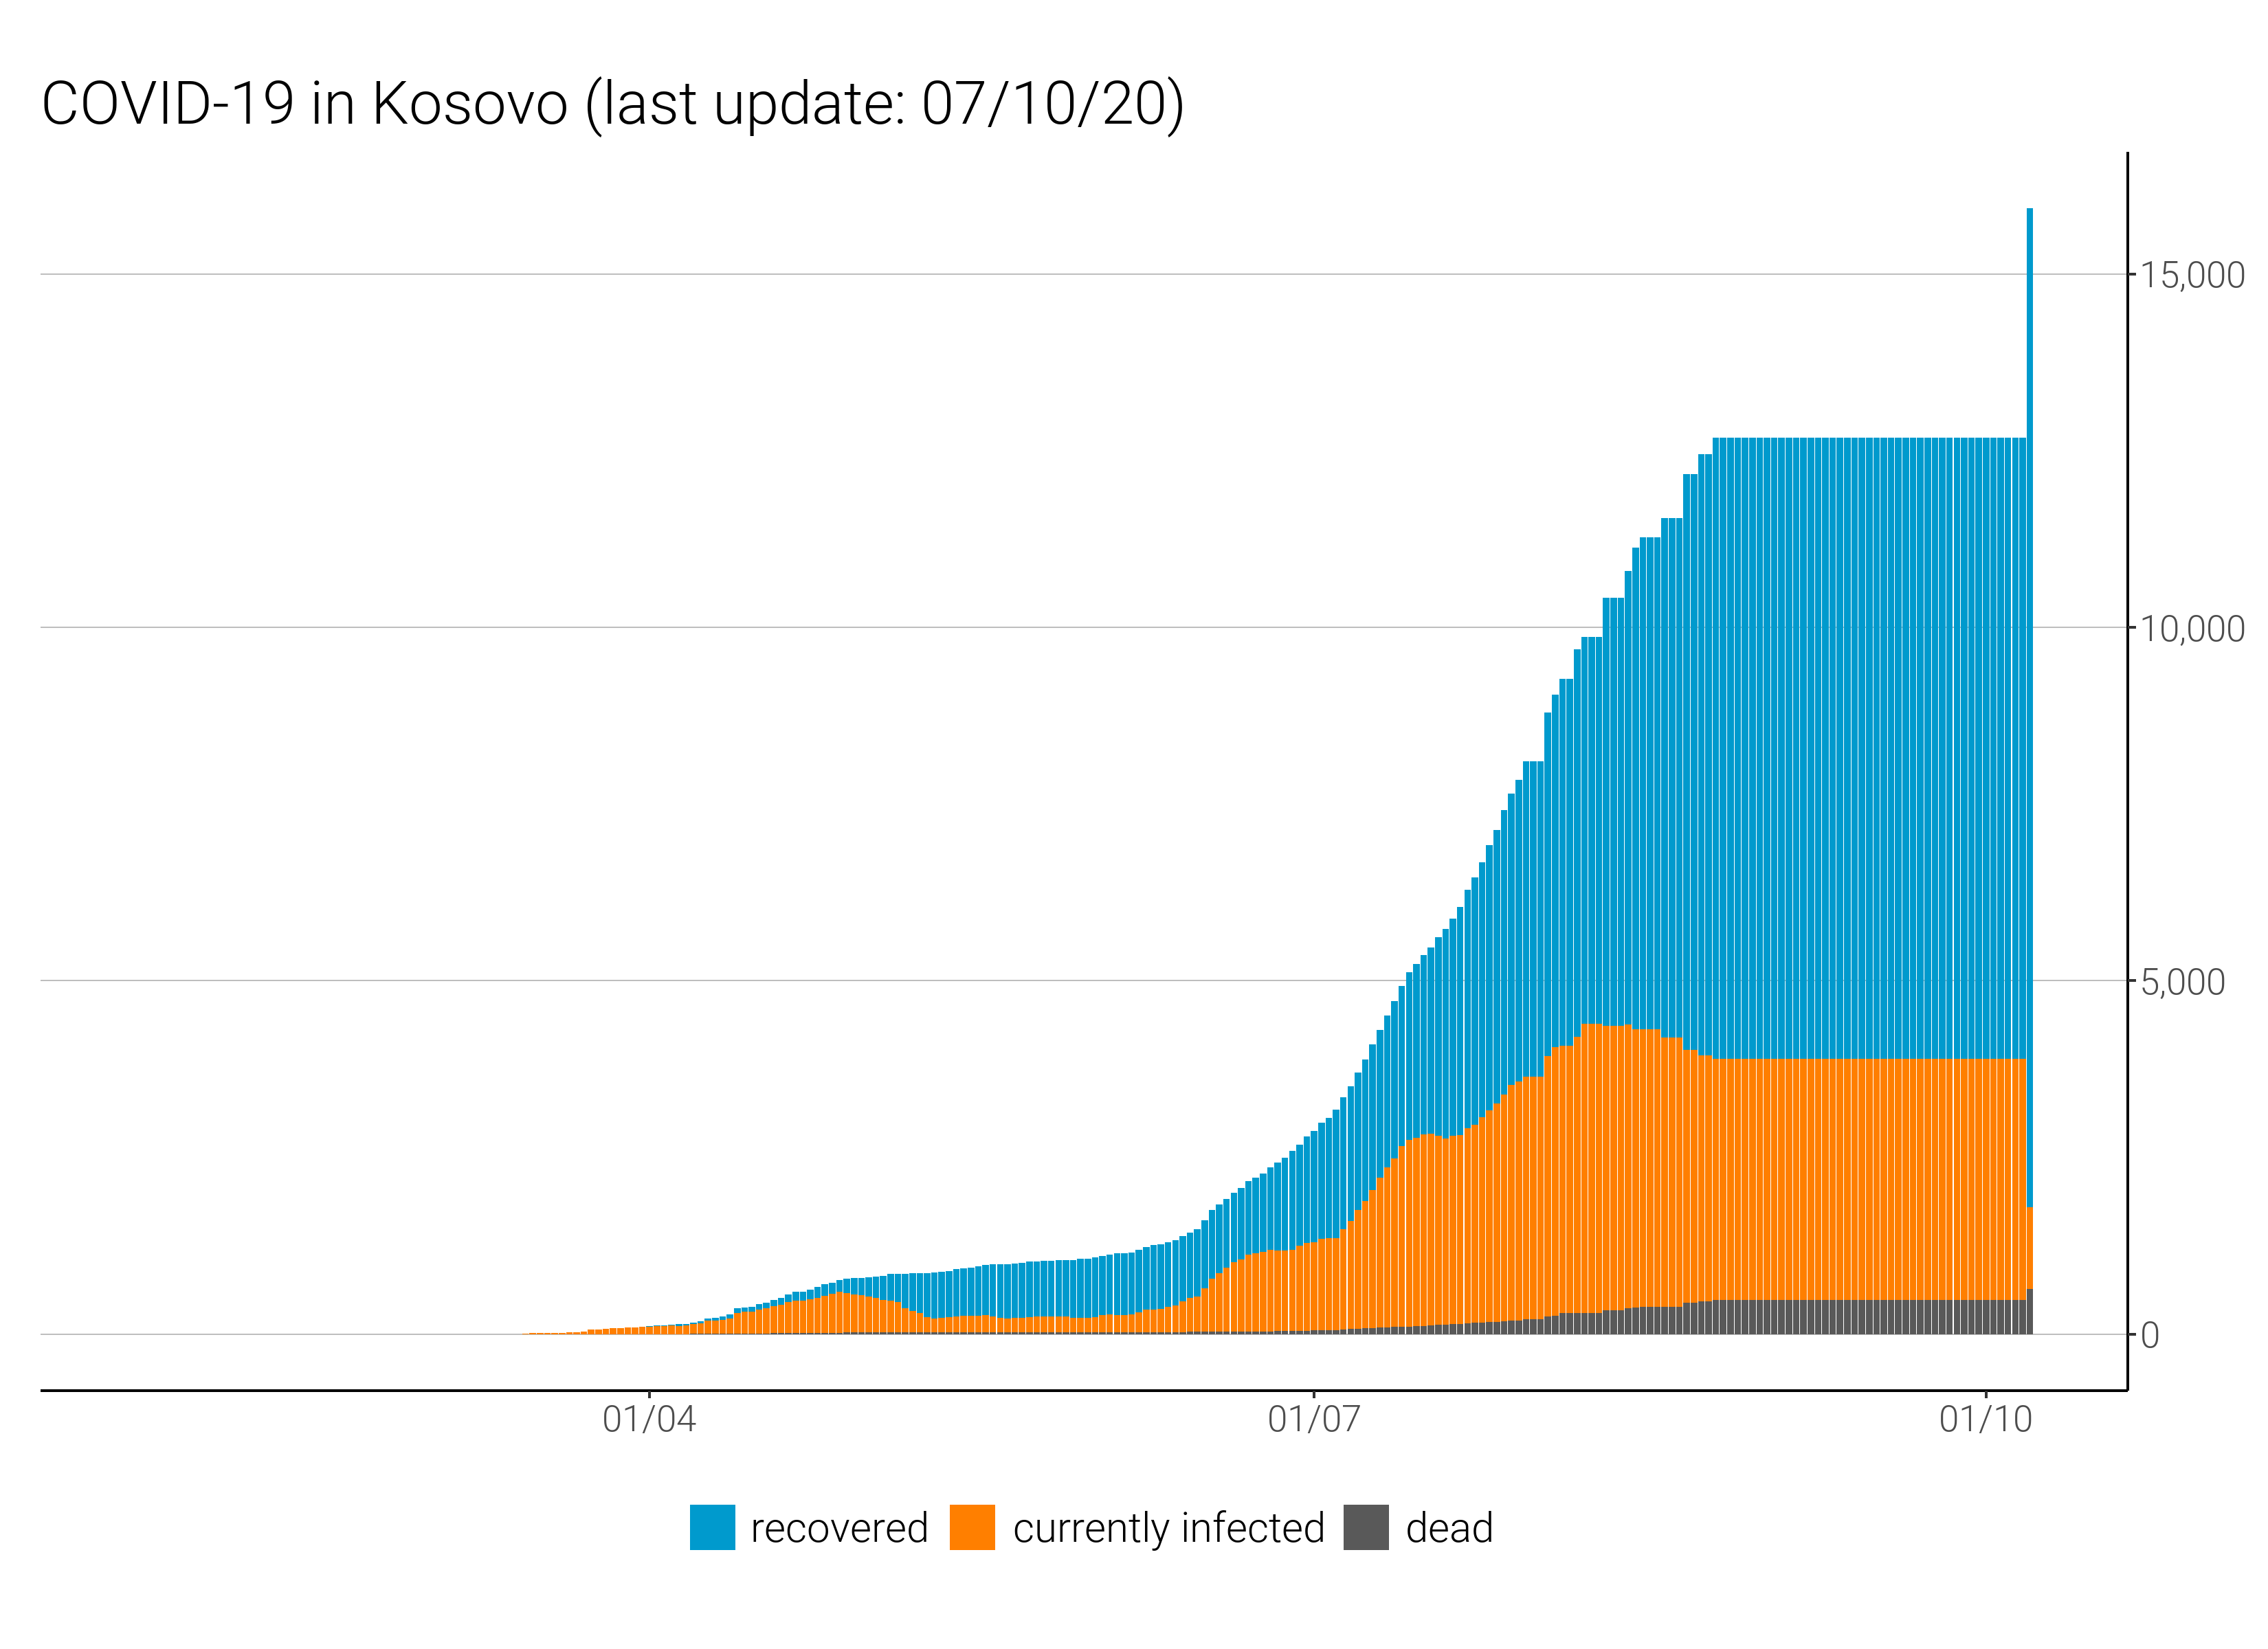 COVID-19 in Kosovo (last update: 07/10/20)
15,000
10,000
5,000
0
01/04 01/07 01/10
recovered currently infected dead